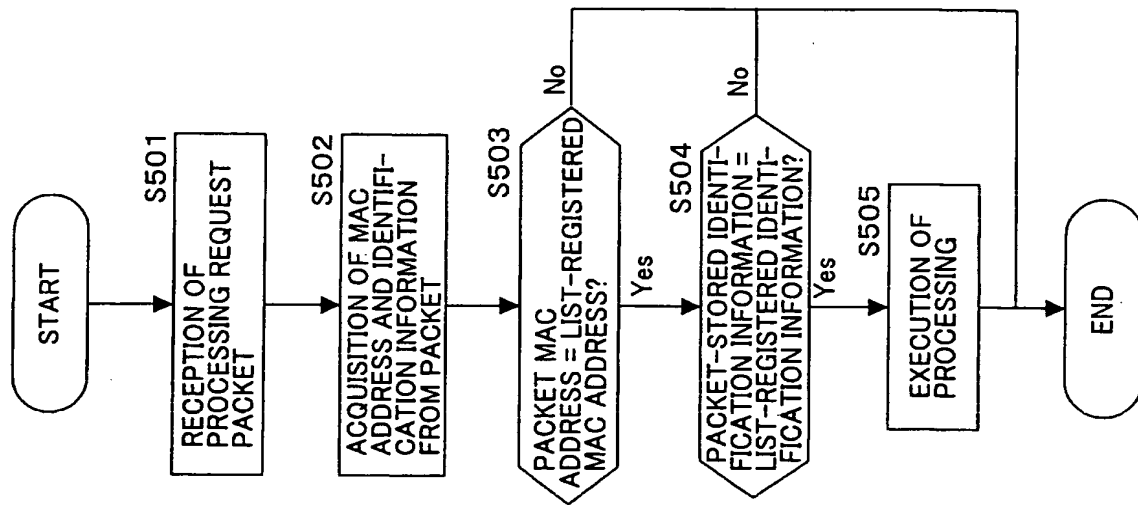 START
S501
RECEPTION OF
PROCESSING REQUEST
PACKET
S502
ACQUISITION OF MAC
ADDRESS AND IDENTIFI-
CATION INFORMATION
FROM PACKET
S503
PACKET MAC
ADDRESS = LIST-REGISTERED
MAC ADDRESS?
No
Yes
S504
PACKET-STORED IDENTI-
FICATION INFORMATION =
LIST-REGISTERED IDENTI-
FICATION INFORMATION?
No
Yes
S505
EXECUTION OF
PROCESSING
END